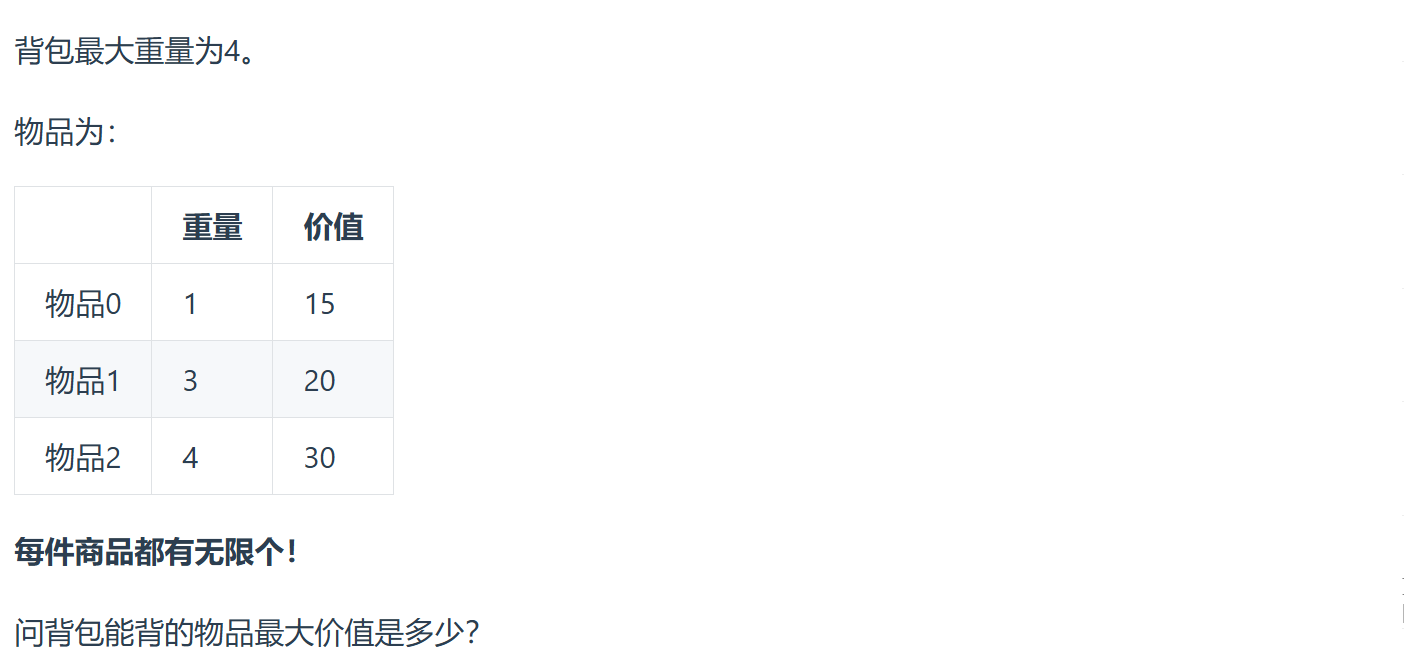 背包最大重量为4。
物品为：
重量 价值
物品0 1 15
物品1 3 20
物品2 4 30
每件商品都有无限个！
问背包能背的物品最大价值是多少？